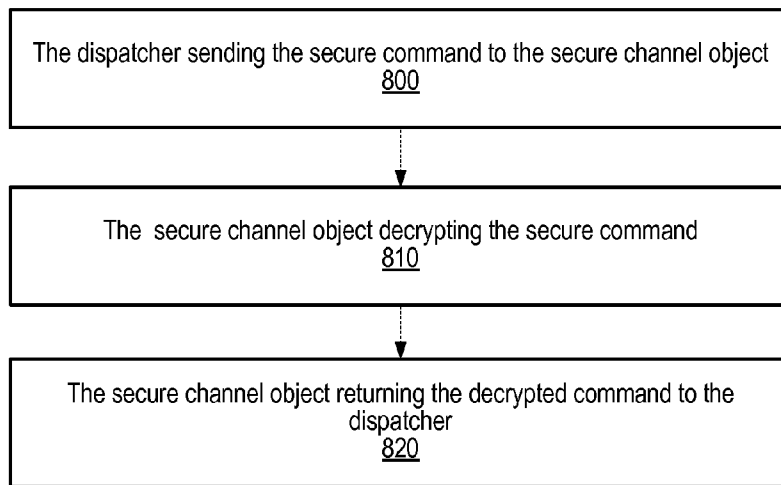 The dispatcher sending the secure command to the secure channel object
800
The secure channel object decrypting the secure command
810
The secure channel object returning the decrypted command to the
dispatcher
820